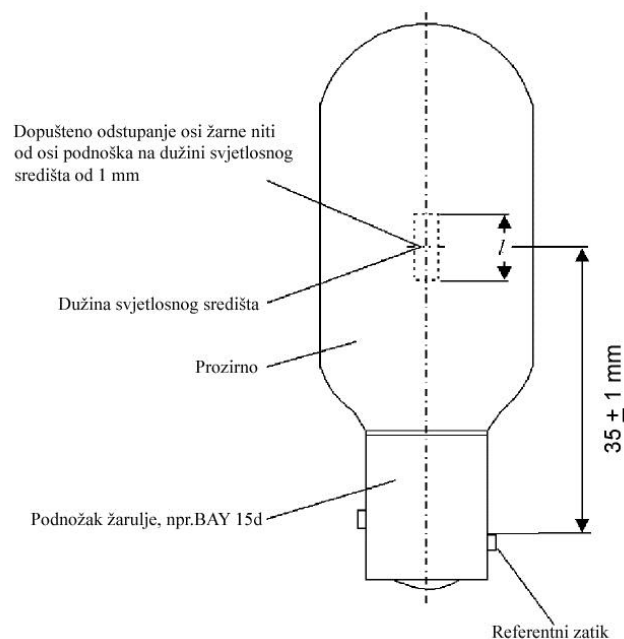 Dopušteno odstupanje osi žarne niti
od osi podnoška na dužini svjetlosnog
središta od 1 mm
l
Dužina svjetlosnog središta
Prozirno
35 ± 1 mm
Podnožak žarulje, npr.BAY 15d
Referentni zatik